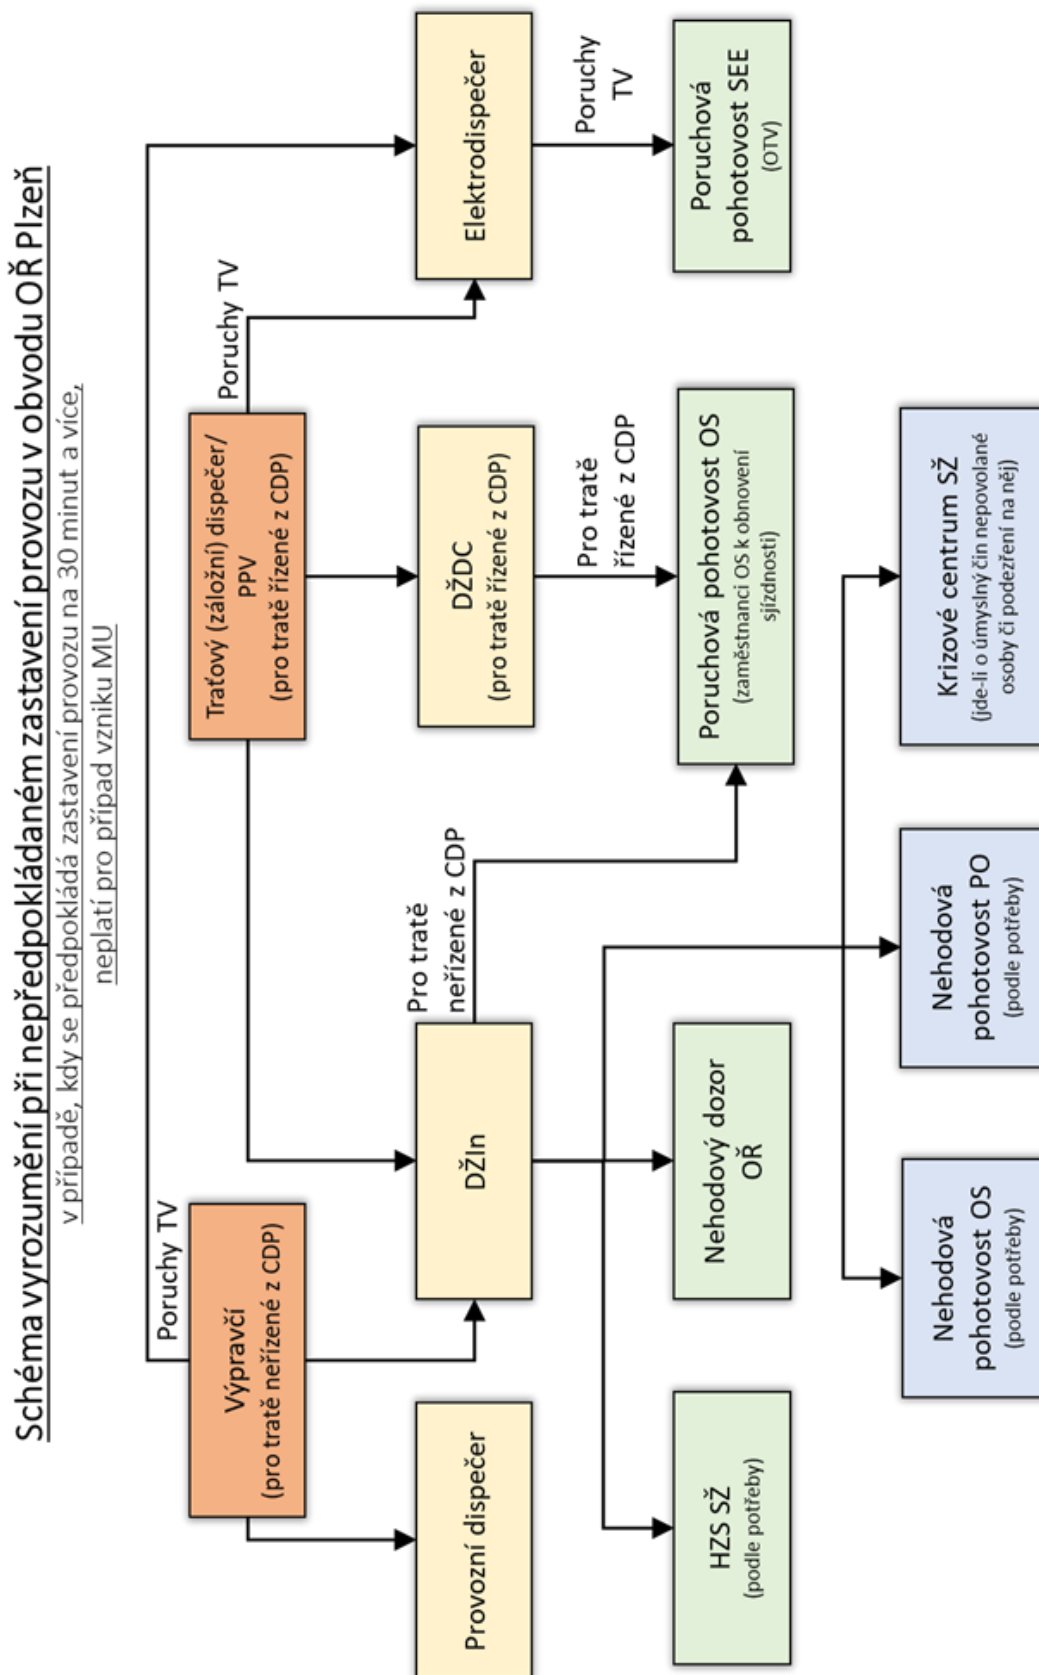 Schéma vyrozumění při nepředpokládaném zastavení provozu v obvodu OŘ Plzeň
v případě, kdy se předpokládá zastavení provozu na 30 minut a více,
neplatí pro případ vzniku MU
Poruchy TV
Výpravčí
(pro tratě neřízené z CDP)
Traťový (záložní) dispečer/
PPV
(pro tratě řízené z CDP)
Poruchy TV
Provozní dispečer
DŽIn
Pro tratě
neřízené z CDP
DŽDC
(pro tratě řízené z CDP)
Elektrodispečer
Pro tratě
řízené z CDP
Poruchy
TV
HZS SŽ
(podle potřeby)
Nehodový dozor
OŘ
Poruchová pohotovost OS
(zaměstnanci OS k obnovení
sjízdnosti)
Poruchová
pohotovost SEE
(OTV)
Nehodová
pohotovost OS
(podle potřeby)
Nehodová
pohotovost PO
(podle potřeby)
Krizové centrum SŽ
(jde-li o úmyslný čin nepovolané
osoby či podezření na něj)